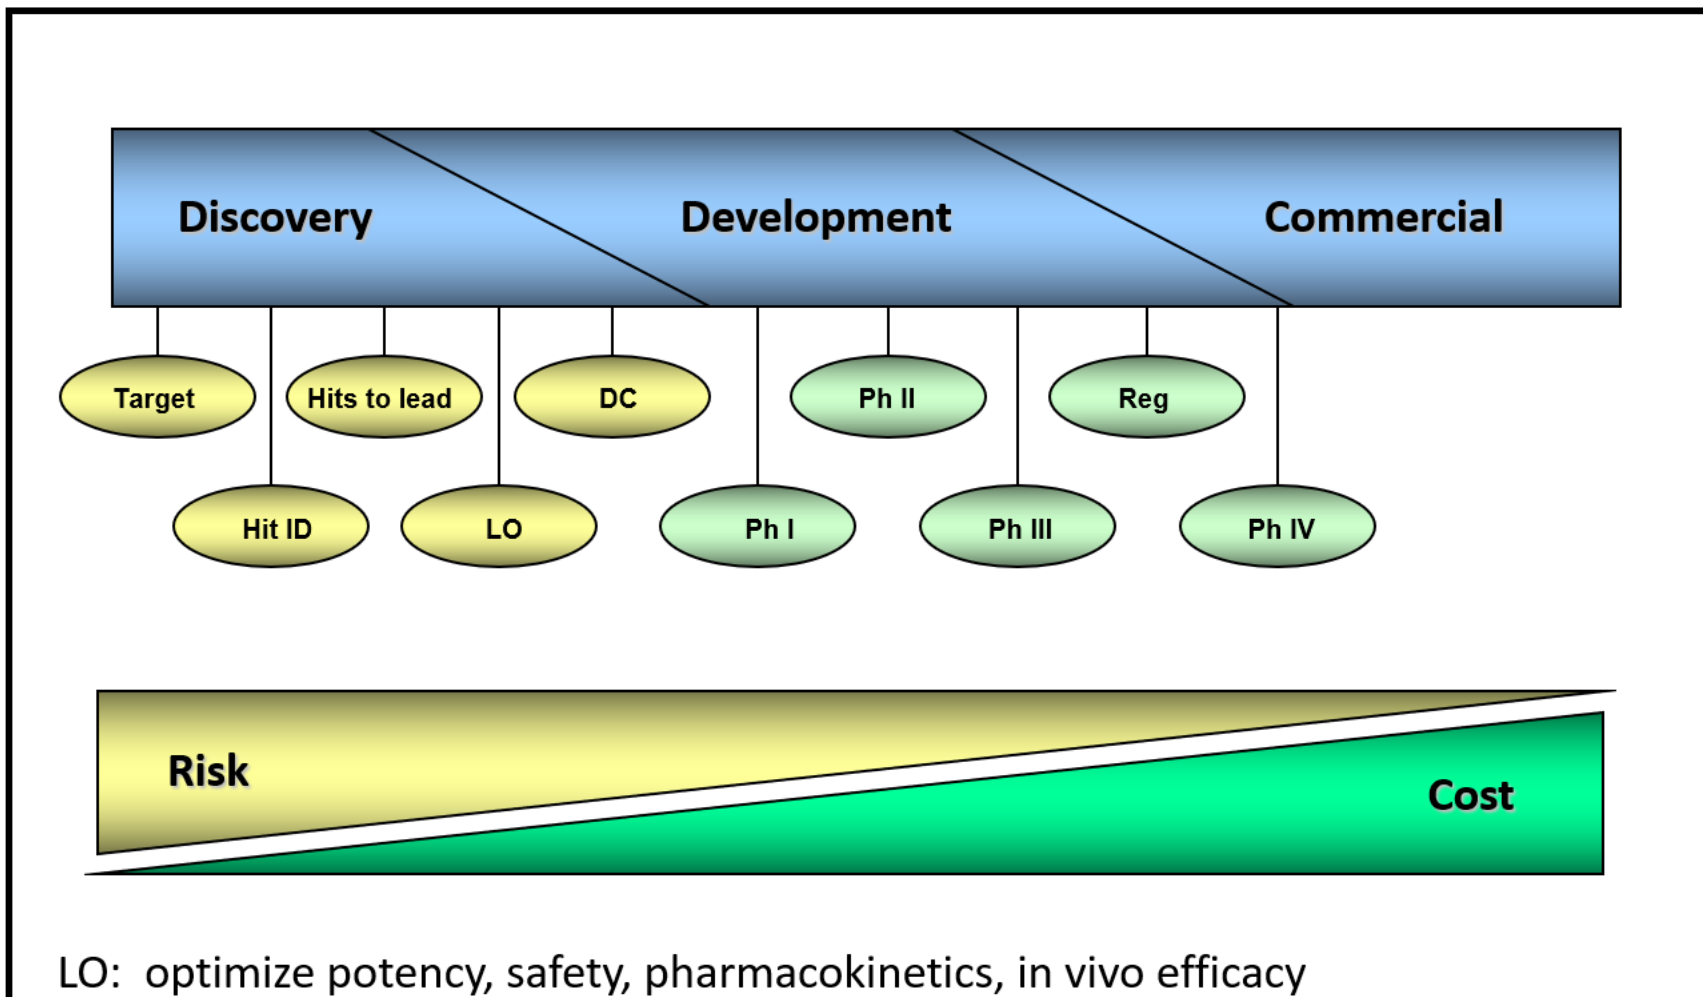 Discovery
Development
Commercial
Target
Hits to lead
DC
Ph II
Reg
Hit ID
LO
Ph I
Ph III
Ph IV
Risk
Cost
LO: optimize potency, safety, pharmacokinetics, in vivo efficacy